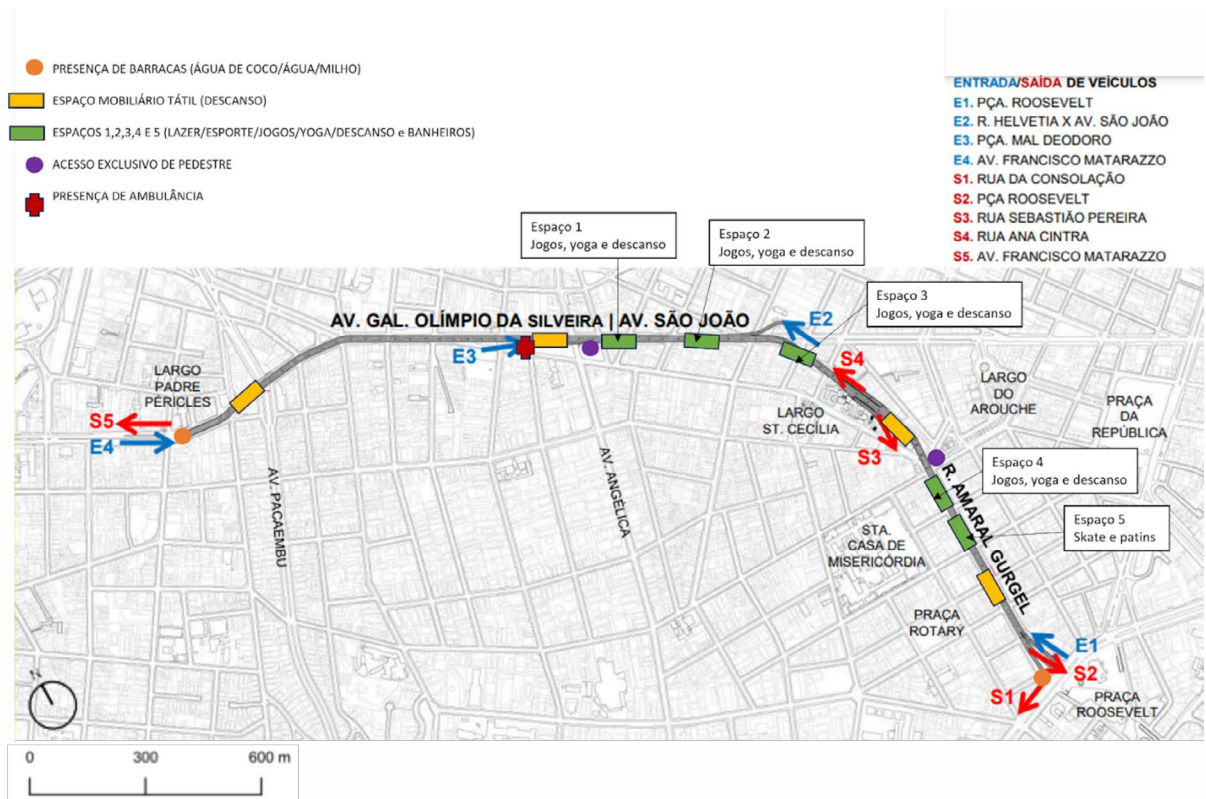 PRESENÇA DE BARRACAS (ÁGUA DE COCO/ÁGUA/MILHO)
ESPAÇO MOBILIÁRIO TÁTIL (DESCANSO)
ESPAÇOS 1,2,3,4 E 5 (LAZER/ESPORTE/JOGOS/YOGA/DESCANSO e BANHEIROS)
ACESSO EXCLUSIVO DE PEDESTRE
PRESENÇA DE AMBULÂNCIA
ENTRADA/SAÍDA DE VEÍCULOS
E1. PÇA. ROOSEVELT
E2. R. HELVETIA X AV. SÃO JOÃO
E3. PÇA. MAL DEODORO
E4. AV. FRANCISCO MATARAZZO
S1. RUA DA CONSOLAÇÃO
S2. PÇA ROOSEVELT
S3. RUA SEBASTIÃO PEREIRA
S4. RUA ANA CINTRA
S5. AV. FRANCISCO MATARAZZO
Espaço 1
Jogos, yoga e descanso
Espaço 2
Jogos, yoga e descanso
Espaço 3
Jogos, yoga e descanso
AV. GAL. OLÍMPIO DA SILVEIRA | AV. SÃO JOÃO
E2
E3
S4
LARGO
PADRE
PÉRICLES
LARGO
DO
AROUCHE
PRAÇA
DA
REPÚBLICA
LARGO
ST. CECÍLIA
S5
E4
S3
Espaço 4
Jogos, yoga e descanso
AV. PACAEMBU
AV. ANGÉLICA
R. AMARAL GURGEL
Espaço 5
Skate e patins
STA.
CASA DE
MISERICÓRDIA
PRAÇA
ROTARY
E1
S2
S1
PRAÇA
ROOSEVELT
N
0 300 600 m